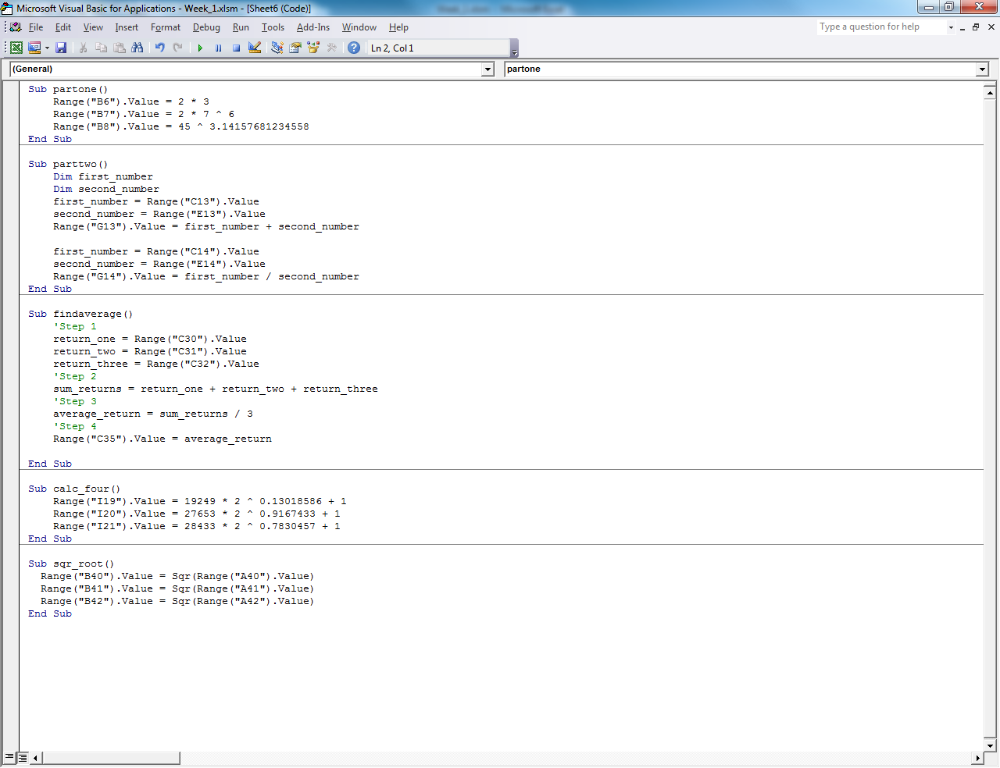 Microsoft Visual Basic for Applications - Week_1.xlsm - [Sheet6 (Code)]
File Edit View Insert Format Debug Run Tools Add-Ins Window Help
Type a question for help
Ln 2, Col 1
(General)
partone
Sub partone()
    Range("B6").Value = 2 * 3
    Range("B7").Value = 2 * 7 ^ 6
    Range("B8").Value = 45 ^ 3.14157681234558
End Sub
Sub parttwo()
    Dim first_number
    Dim second_number
    first_number = Range("C13").Value
    second_number = Range("E13").Value
    Range("G13").Value = first_number + second_number
    first_number = Range("C14").Value
    second_number = Range("E14").Value
    Range("G14").Value = first_number / second_number
End Sub
Sub findaverage()
    'Step 1
    return_one = Range("C30").Value
    return_two = Range("C31").Value
    return_three = Range("C32").Value
    'Step 2
    sum_returns = return_one + return_two + return_three
    'Step 3
    average_return = sum_returns / 3
    'Step 4
    Range("C35").Value = average_return
End Sub
Sub calc_four()
    Range("I19").Value = 19249 * 2 ^ 0.13018586 + 1
    Range("I20").Value = 27653 * 2 ^ 0.9167433 + 1
    Range("I21").Value = 28433 * 2 ^ 0.7830457 + 1
End Sub
Sub sqr_root()
  Range("B40").Value = Sqr(Range("A40").Value)
  Range("B41").Value = Sqr(Range("A41").Value)
  Range("B42").Value = Sqr(Range("A42").Value)
End Sub